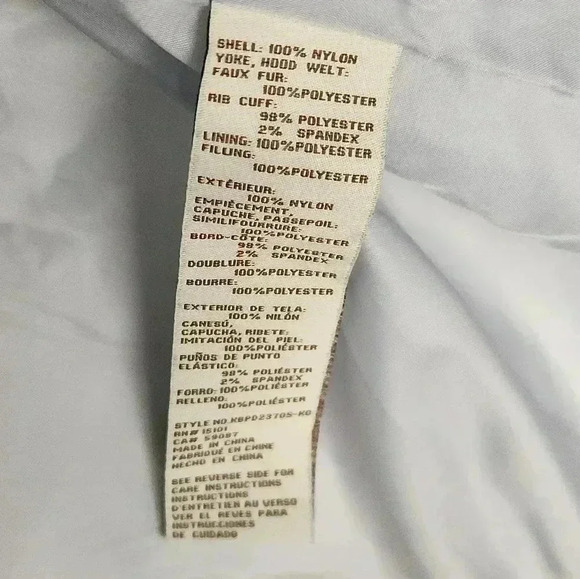 SHELL: 100% NYLON
YOKE, HOOD WELT:
FAUX FUR:
100%POLYESTER
RIB CUFF:
98% POLYESTER
2% SPANDEX
LINING: 100%POLYESTER
FILLING:
100%POLYESTER
EXTÉRIEUR:
100% NYLON
EMPIÈCEMENT,
CAPUCHE, PASSEPOIL:
SIMILIFOURRURE:
100%POLYESTER
BORD-CÔTE:
98% POLYESTER
2% SPANDEX
DOUBLURE:
100%POLYESTER
BOURRE:
100%POLYESTER
EXTERIOR DE TELA:
100% NILÓN
CANESÚ,
CAPUCHA, RIBETE:
IMITACIÓN DEL PIEL:
100%POLIÉSTER
PUÑOS DE PUNTO
ELÁSTICO:
98% POLIÉSTER
2% SPANDEX
FORRO: 100%POLIÉSTER
RELLENO:
100%POLIÉSTER
STYLE NO.KBPD23705-KO
RN# 15101
CA# 59087
MADE IN CHINA
FABRIQUÉ EN CHINE
HECHO EN CHINA
SEE REVERSE SIDE FOR
CARE INSTRUCTIONS
INSTRUCTIONS
D'ENTRETIEN AU VERSO
VER EL REVES PARA
INSTRUCCIONES
DE CUIDADO